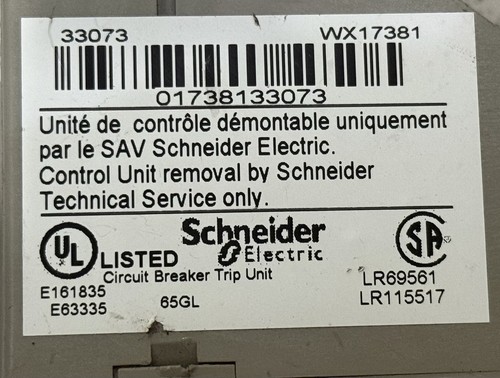 33073 WX17381
01738133073
Unité de contrôle démontable uniquement
par le SAV Schneider Electric.
Control Unit removal by Schneider
Technical Service only.
UL LISTED Schneider Electric SA
Circuit Breaker Trip Unit
E161835 LR69561
E63335 65GL LR115517